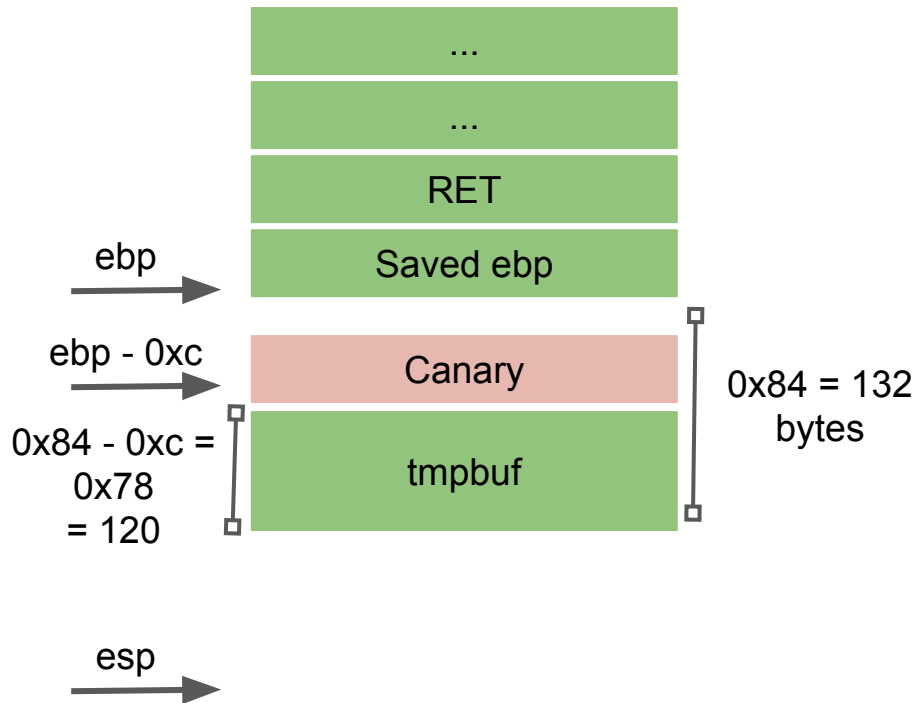 ...
...
RET
Saved ebp
ebp
ebp - 0xc
Canary
0x84 = 132
bytes
0x84 - 0xc =
0x78
= 120
tmpbuf
esp